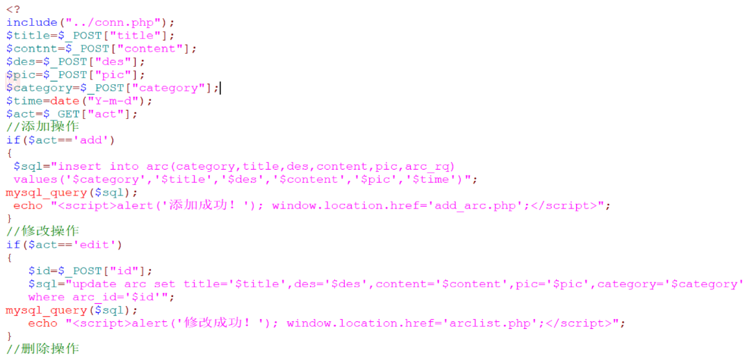 <?
include("../conn.php");
$title=$_POST["title"];
$contnt=$_POST["content"];
$des=$_POST["des"];
$pic=$_POST["pic"];
$category=$_POST["category"];
$time=date("Y-m-d");
$act=$_GET["act"];
//添加操作
if($act=='add')
{
$sql="insert into arc(category,title,des,content,pic,arc_rq)
values('$category','$title','$des','$content','$pic','$time')";
mysql_query($sql);
echo "<script>alert('添加成功！'); window.location.href='add_arc.php';</script>";
}
//修改操作
if($act=='edit')
{
$id=$_POST["id"];
$sql="update arc set title='$title',des='$des',content='$content',pic='$pic',category='$category'
where arc_id='$id'";
mysql_query($sql);
echo "<script>alert('修改成功！'); window.location.href='arclist.php';</script>";
}
//删除操作